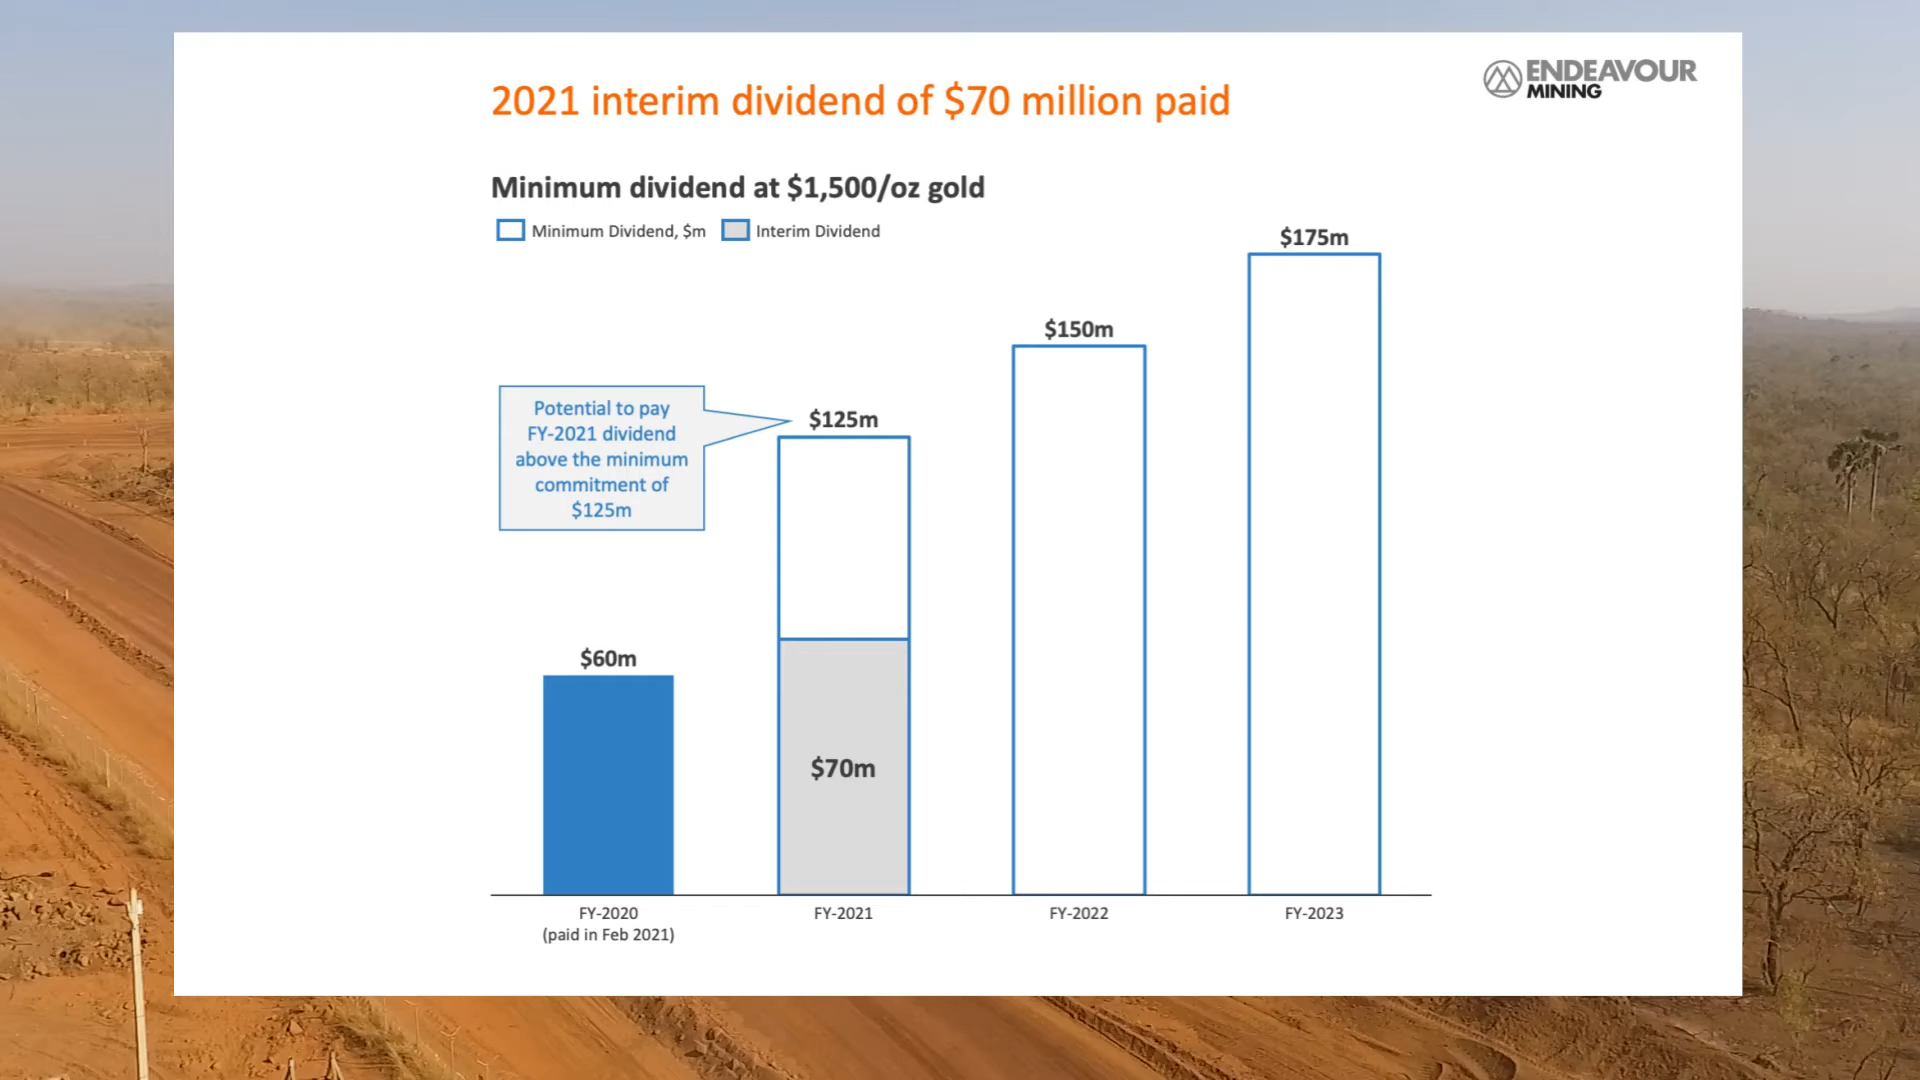 ENDEAVOUR
MINING
2021 interim dividend of $70 million paid
Minimum dividend at $1,500/oz gold
Minimum Dividend, $m
Interim Dividend
$175m
$150m
Potential to pay
FY-2021 dividend
above the minimum
commitment of
$125m
$125m
$60m
$70m
FY-2020
(paid in Feb 2021)
FY-2021
FY-2022
FY-2023